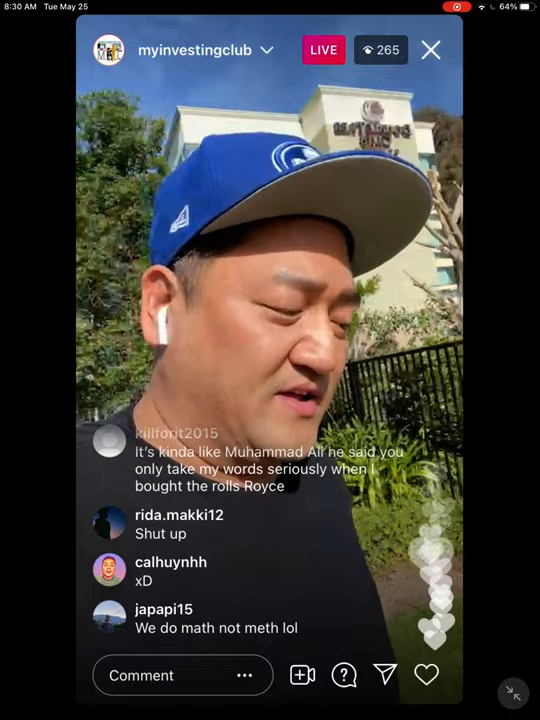 8:30 AM Tue May 25
64%
myinvestingclub
LIVE
265
killforit2015
It's kinda like Muhammad Ali he said you
only take my words seriously when I
bought the rolls Royce
rida.makki12
Shut up
calhuynhh
xD
japapi15
We do math not meth lol
Comment